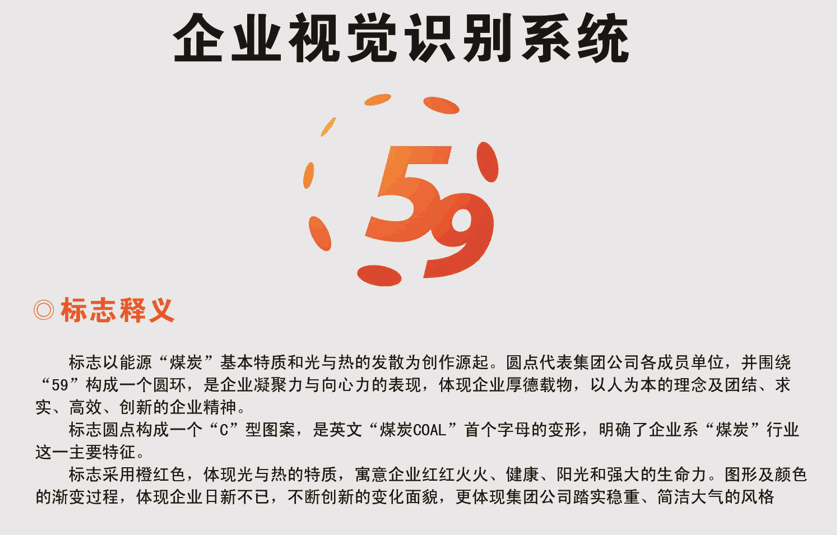 企业视觉识别系统
59
◎标志释义
标志以能源“煤炭”基本特质和光与热的发散为创作源起。圆点代表集团公司各成员单位，并围绕
“59”构成一个圆环，是企业凝聚力与向心力的表现，体现企业厚德载物，以人为本的理念及团结、求
实、高效、创新的企业精神。
标志圆点构成一个“C”型图案，是英文“煤炭COAL”首个字母的变形，明确了企业系“煤炭”行业
这一主要特征。
标志采用橙红色，体现光与热的特质，寓意企业红红火火、健康、阳光和强大的生命力。图形及颜色
的渐变过程，体现企业日新不已，不断创新的变化面貌，更体现集团公司踏实稳重、简洁大气的风格